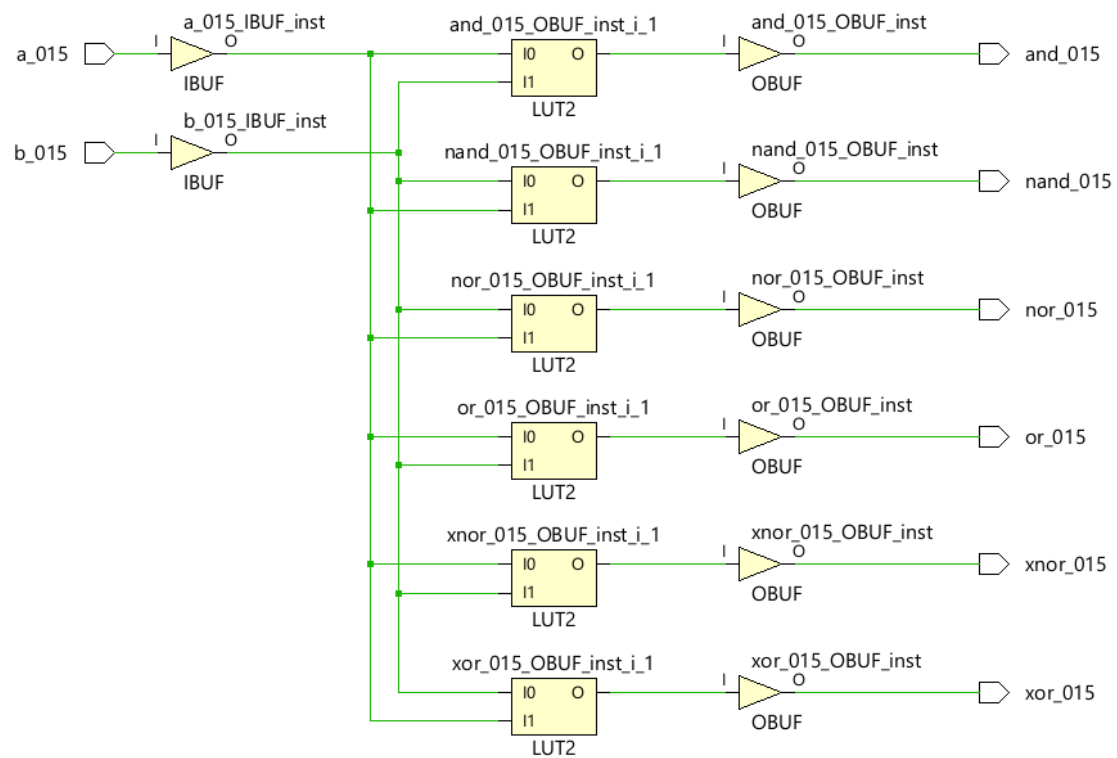 a_015
I
a_015_IBUF_inst
O
IBUF
b_015
I
b_015_IBUF_inst
O
IBUF
and_015_OBUF_inst_i_1
I0
O
I1
LUT2
I
and_015_OBUF_inst
O
OBUF
and_015
nand_015_OBUF_inst_i_1
I0
O
I1
LUT2
I
nand_015_OBUF_inst
O
OBUF
nand_015
nor_015_OBUF_inst_i_1
I0
O
I1
LUT2
I
nor_015_OBUF_inst
O
OBUF
nor_015
or_015_OBUF_inst_i_1
I0
O
I1
LUT2
I
or_015_OBUF_inst
O
OBUF
or_015
xnor_015_OBUF_inst_i_1
I0
O
I1
LUT2
I
xnor_015_OBUF_inst
O
OBUF
xnor_015
xor_015_OBUF_inst_i_1
I0
O
I1
LUT2
I
xor_015_OBUF_inst
O
OBUF
xor_015